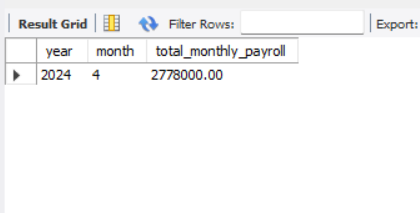 Result Grid Filter Rows: Export:
year month total_monthly_payroll
2024 4 2778000.00